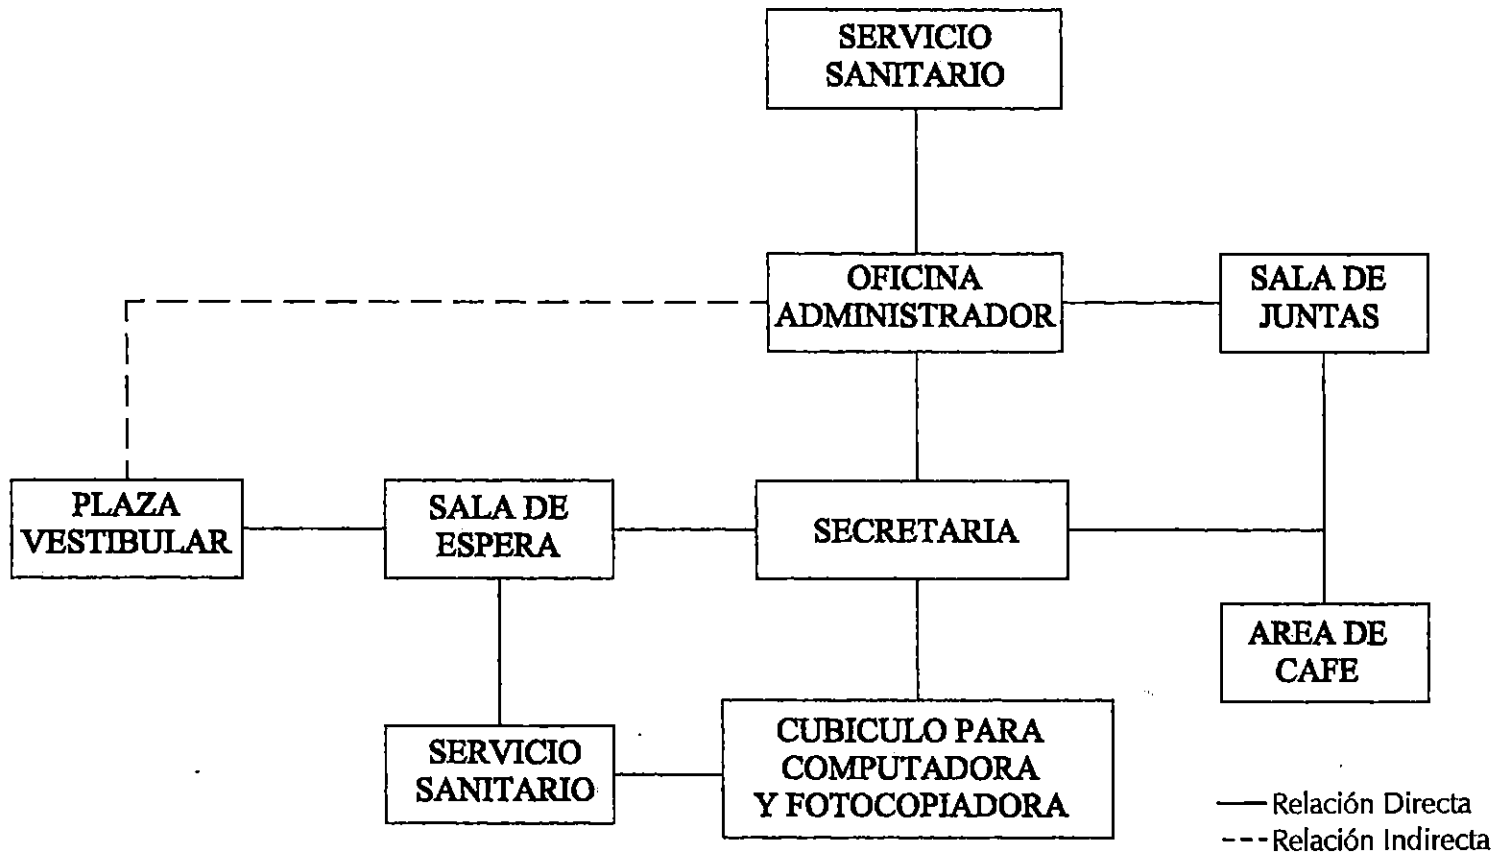 SERVICIO
SANITARIO
OFICINA
ADMINISTRADOR
SALA DE
JUNTAS
PLAZA
VESTIBULAR
SALA DE
ESPERA
SECRETARIA
AREA DE
CAFE
SERVICIO
SANITARIO
CUBICULO PARA
COMPUTADORA
Y FOTOCOPIADORA
Relación Directa
Relación Indirecta